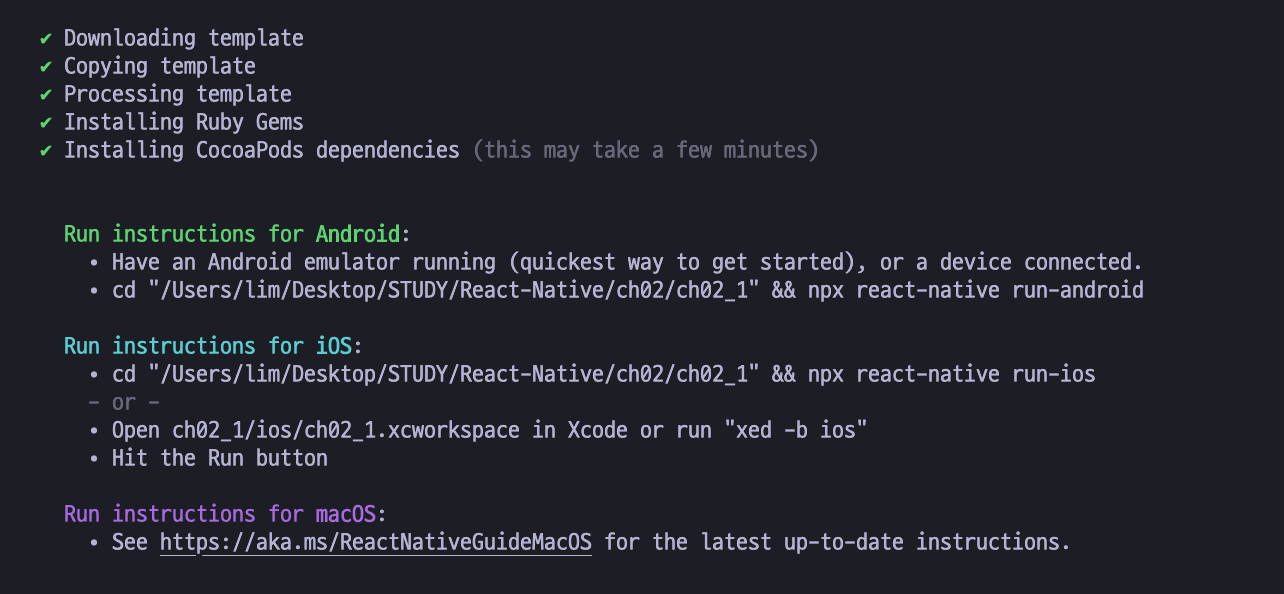 ✔ Downloading template
✔ Copying template
✔ Processing template
✔ Installing Ruby Gems
✔ Installing CocoaPods dependencies (this may take a few minutes)
Run instructions for Android:
• Have an Android emulator running (quickest way to get started), or a device connected.
• cd "/Users/lim/Desktop/STUDY/React-Native/ch02/ch02_1" && npx react-native run-android
Run instructions for iOS:
• cd "/Users/lim/Desktop/STUDY/React-Native/ch02/ch02_1" && npx react-native run-ios
- or -
• Open ch02_1/ios/ch02_1.xcworkspace in Xcode or run "xed -b ios"
• Hit the Run button
Run instructions for macOS:
• See https://aka.ms/ReactNativeGuideMacOS for the latest up-to-date instructions.